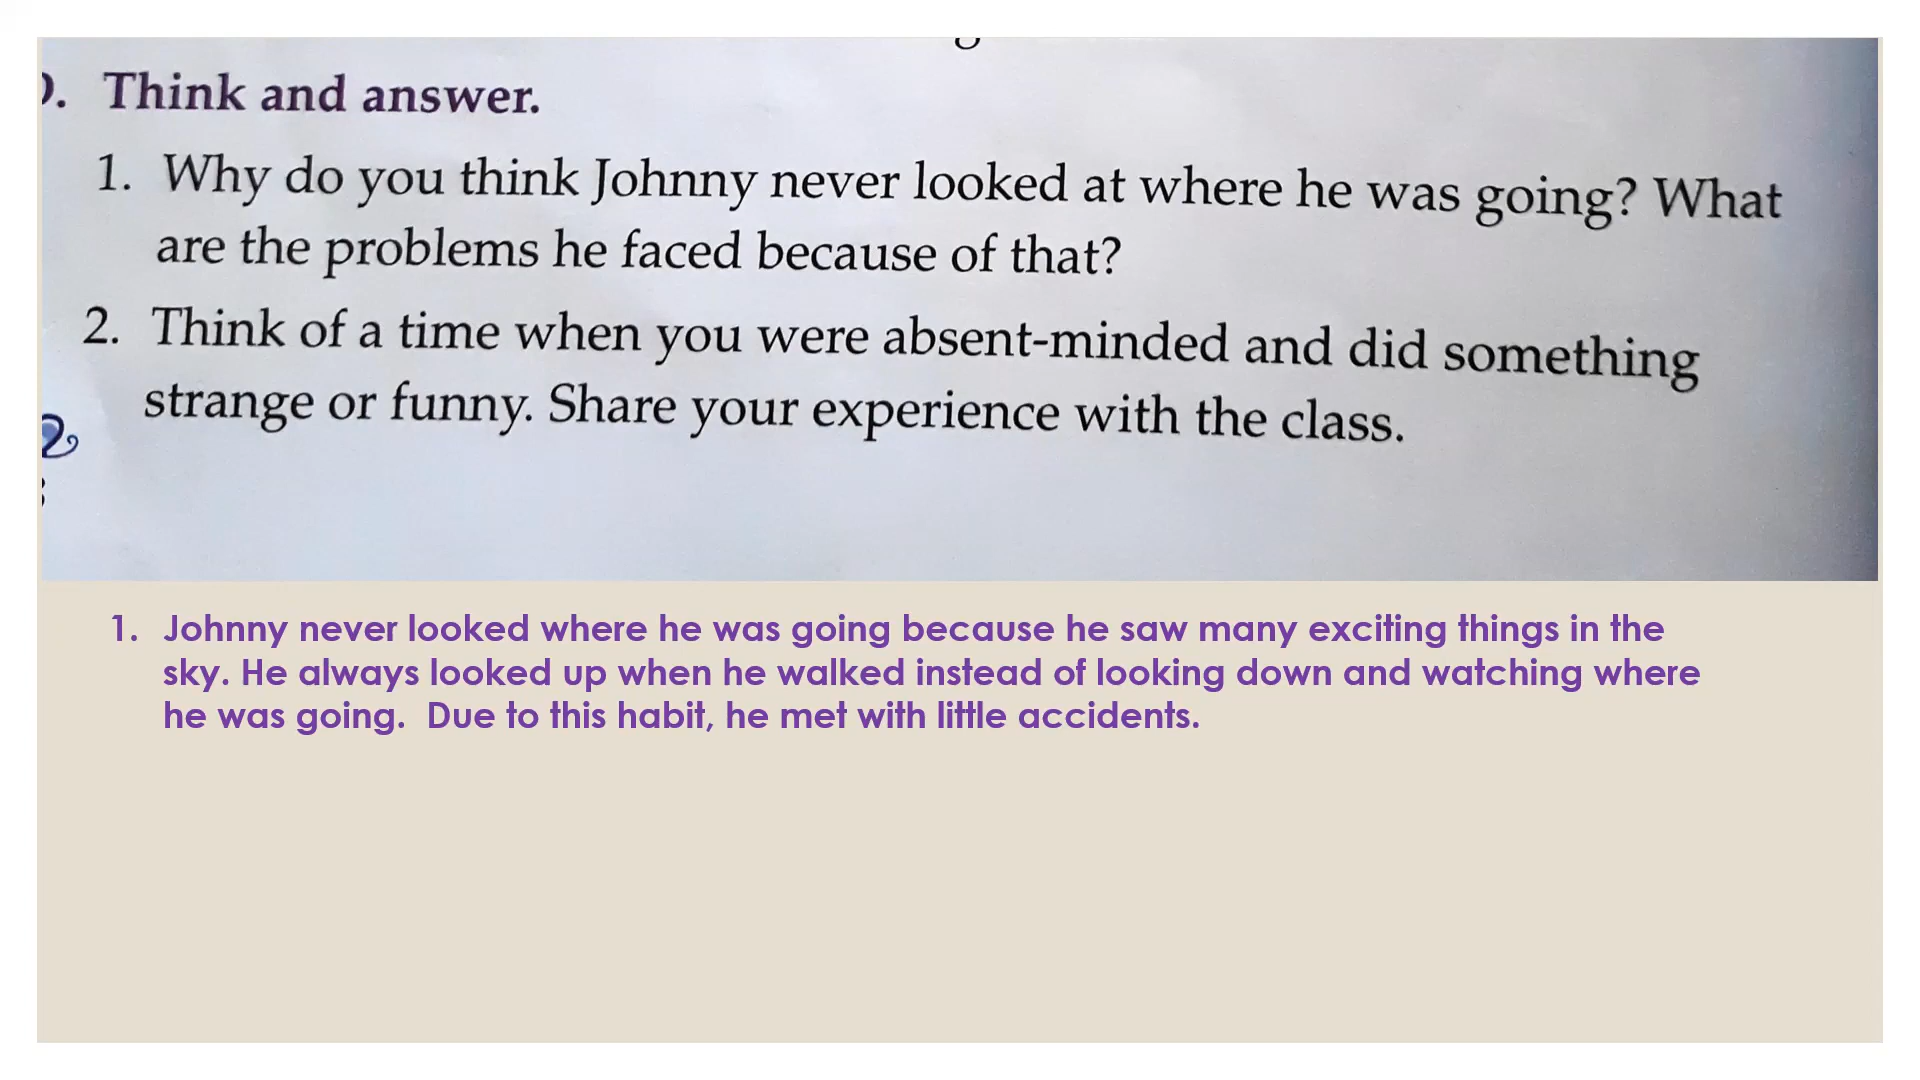 . Think and answer.
1. Why do you think Johnny never looked at where he was going? What
are the problems he faced because of that?
2. Think of a time when you were absent-minded and did something
strange or funny. Share your experience with the class.
1. Johnny never looked where he was going because he saw many exciting things in the
sky. He always looked up when he walked instead of looking down and watching where
he was going.  Due to this habit, he met with little accidents.